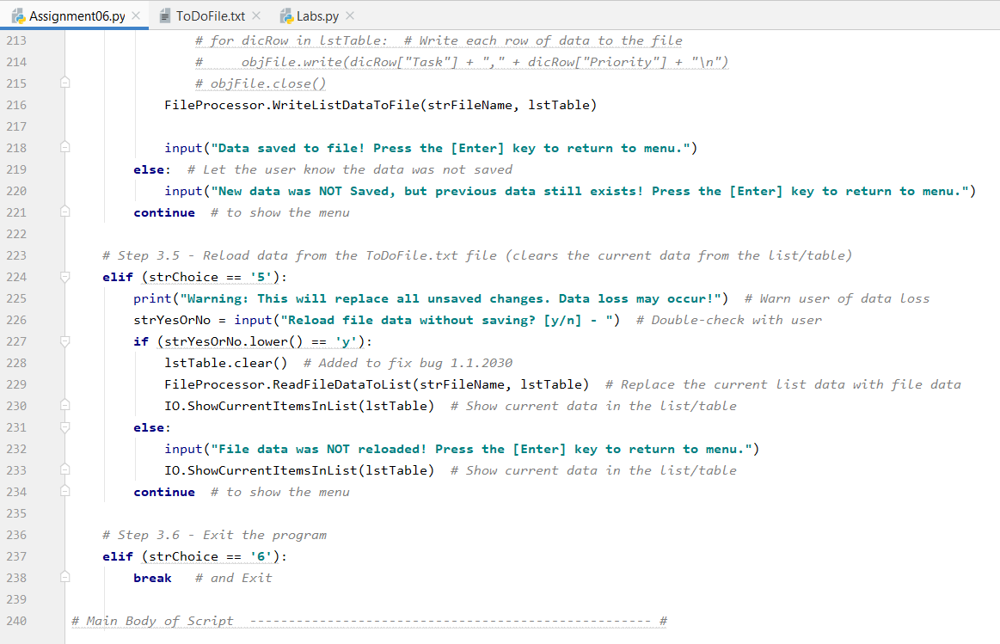 Assignment06.py × ToDoFile.txt × Labs.py ×
213 # for dicRow in lstTable:  # Write each row of data to the file
214 #     objFile.write(dicRow["Task"] + "," + dicRow["Priority"] + "\n")
215 # objFile.close()
216 FileProcessor.WriteListDataToFile(strFileName, lstTable)
217
218 input("Data saved to file! Press the [Enter] key to return to menu.")
219 else:  # Let the user know the data was not saved
220 input("New data was NOT Saved, but previous data still exists! Press the [Enter] key to return to menu.")
221 continue  # to show the menu
222
223 # Step 3.5 - Reload data from the ToDoFile.txt file (clears the current data from the list/table)
224 elif (strChoice == '5'):
225 print("Warning: This will replace all unsaved changes. Data loss may occur!")  # Warn user of data loss
226 strYesOrNo = input("Reload file data without saving? [y/n] - ")  # Double-check with user
227 if (strYesOrNo.lower() == 'y'):
228 lstTable.clear()  # Added to fix bug 1.1.2030
229 FileProcessor.ReadFileDataToList(strFileName, lstTable)  # Replace the current list data with file data
230 IO.ShowCurrentItemsInList(lstTable)  # Show current data in the list/table
231 else:
232 input("File data was NOT reloaded! Press the [Enter] key to return to menu.")
233 IO.ShowCurrentItemsInList(lstTable)  # Show current data in the list/table
234 continue  # to show the menu
235
236 # Step 3.6 - Exit the program
237 elif (strChoice == '6'):
238 break   # and Exit
239
240 # Main Body of Script  ---------------------------------------------------- #